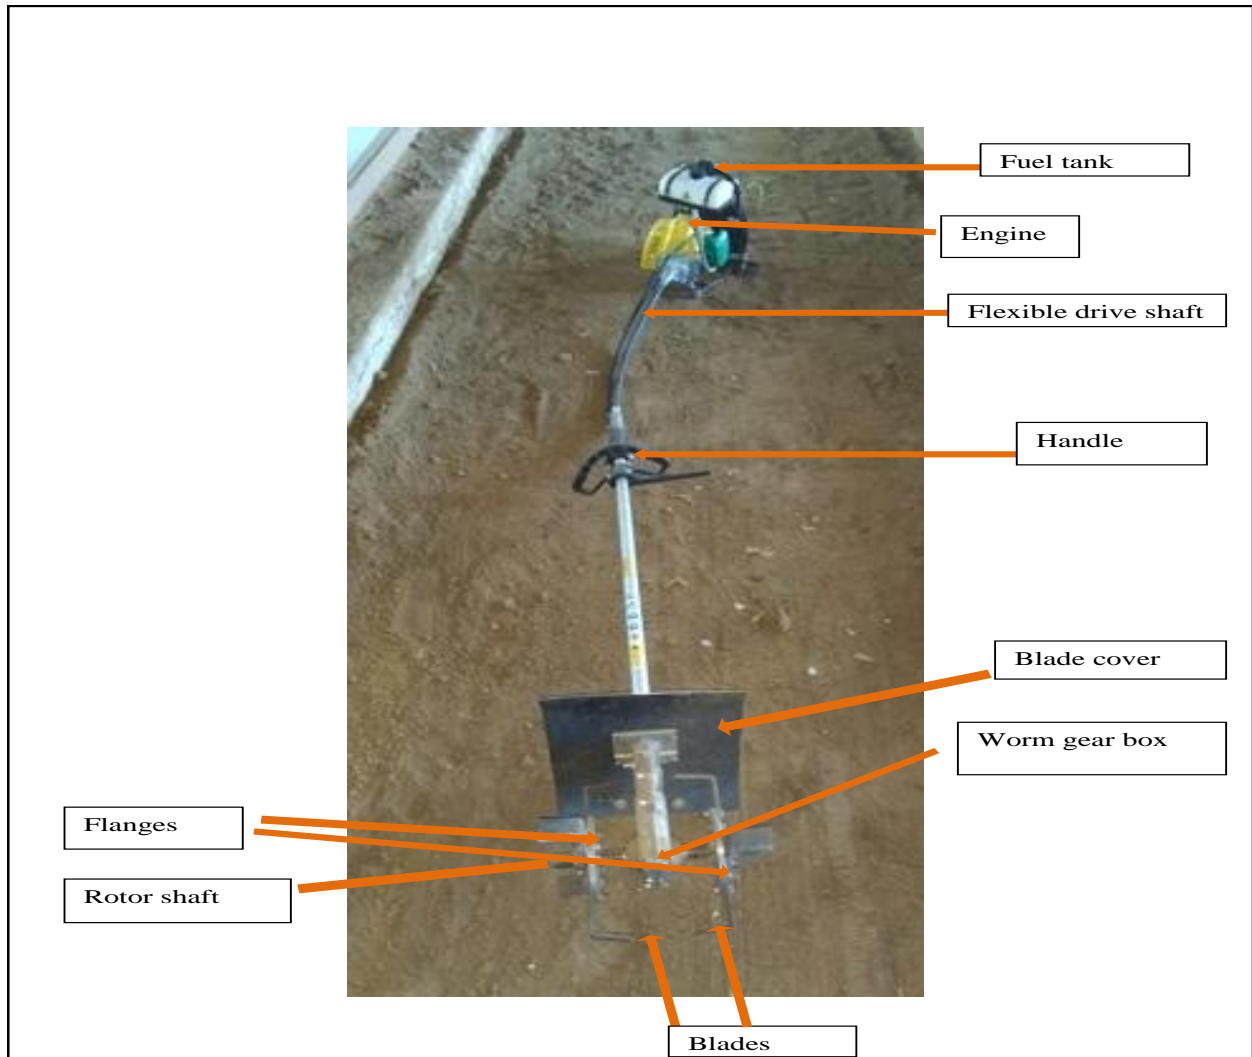 Fuel tank
Engine
Flexible drive shaft
Handle
Blade cover
Worm gear box
Flanges
Rotor shaft
Blades